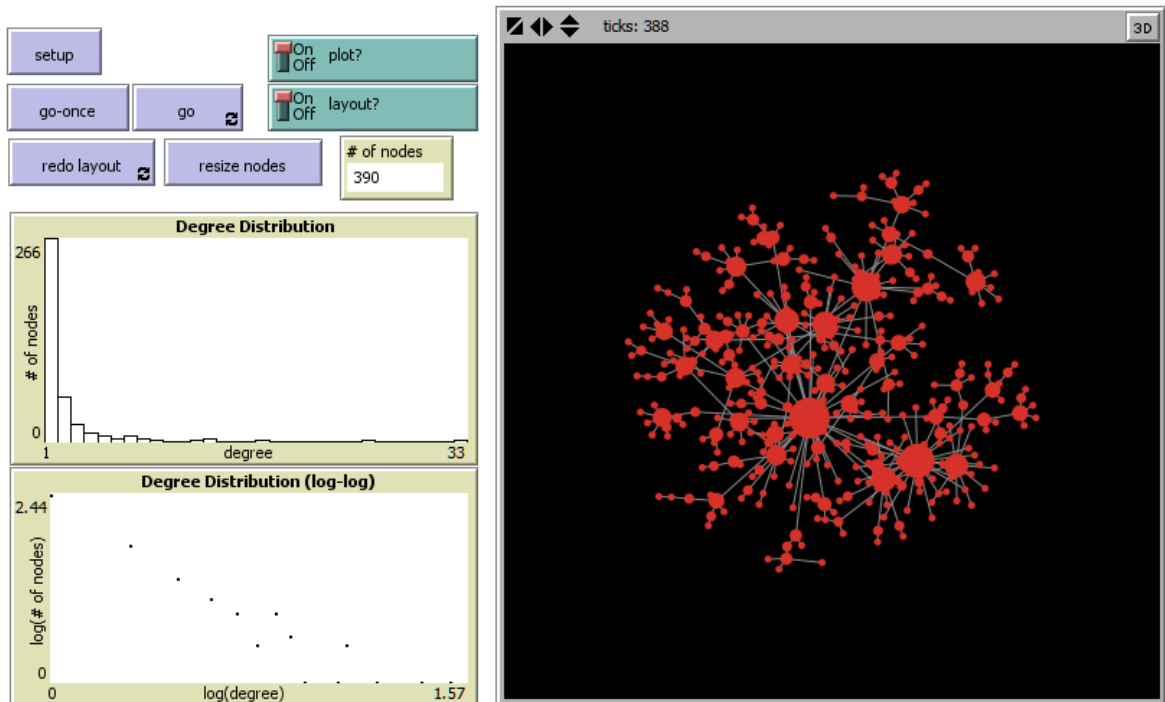 setup
On
Off
plot?
go-once
go
On
Off
layout?
redo layout
resize nodes
# of nodes
390
Degree Distribution
266
# of nodes
0
1
degree
33
Degree Distribution (log-log)
2.44
log(# of nodes)
0
0
log(degree)
1.57
ticks: 388
3D